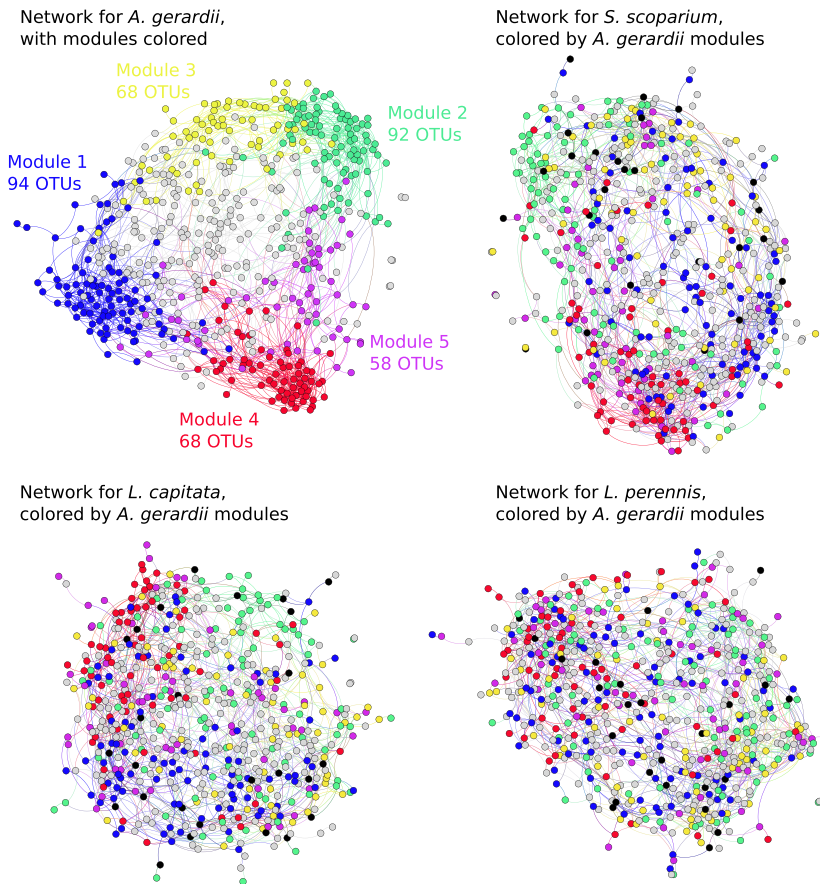 Network for A. gerardii,
with modules colored
Module 3
68 OTUs
Module 2
92 OTUs
Module 1
94 OTUs
Module 5
58 OTUs
Module 4
68 OTUs
Network for S. scoparium,
colored by A. gerardii modules
Network for L. capitata,
colored by A. gerardii modules
Network for L. perennis,
colored by A. gerardii modules